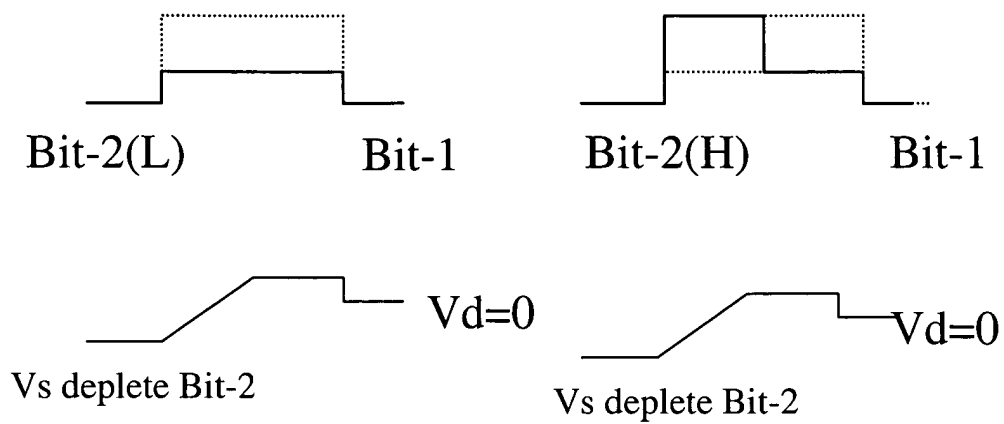 Bit-2(L) Bit-1 Bit-2(H) Bit-1
Vd=0 Vd=0
Vs deplete Bit-2 Vs deplete Bit-2